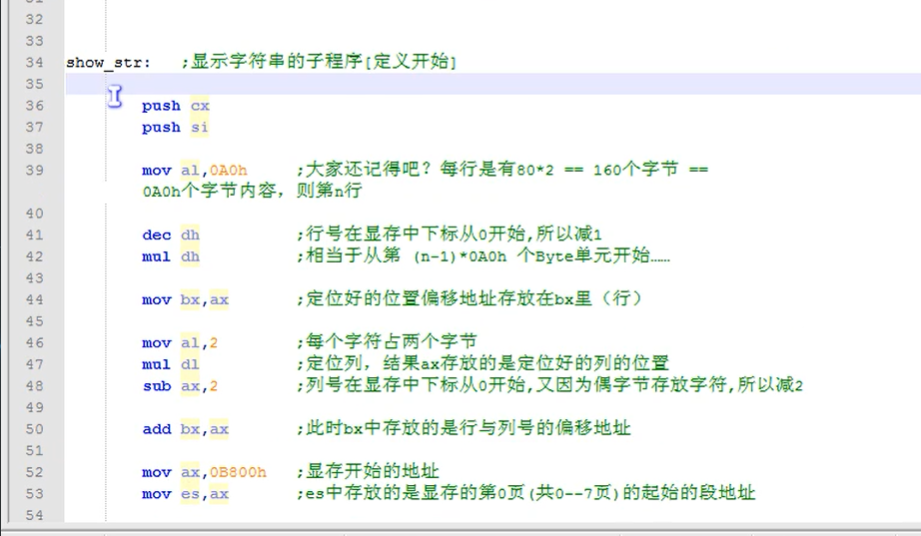 31
32
33
34 show_str: ;显示字符串的子程序[定义开始]
35
36 push cx
37 push si
38
39 mov al,0A0h ;大家还记得吧？每行是有80*2 == 160个字节 ==
0A0h个字节内容，则第n行
40
41 dec dh ;行号在显存中下标从0开始,所以减1
42 mul dh ;相当于从第 (n-1)*0A0h 个Byte单元开始……
43
44 mov bx,ax ;定位好的位置偏移地址存放在bx里（行）
45
46 mov al,2 ;每个字符占两个字节
47 mul dl ;定位列，结果ax存放的是定位好的列的位置
48 sub ax,2 ;列号在显存中下标从0开始,又因为偶字节存放字符,所以减2
49
50 add bx,ax ;此时bx中存放的是行与列号的偏移地址
51
52 mov ax,0B800h ;显存开始的地址
53 mov es,ax ;es中存放的是显存的第0页(共0--7页)的起始的段地址
54